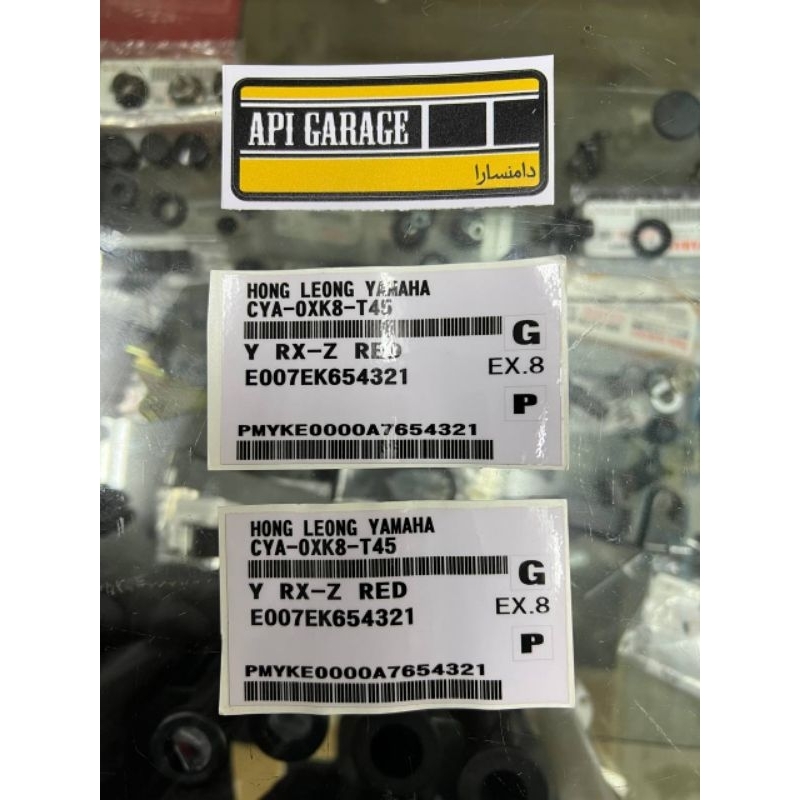 API GARAGE
دامنسارا
HONG LEONG YAMAHA
CYA-0XK8-T45
G
Y RX-Z RED
EX.8
E007EK654321
P
PMYKE0000A7654321
HONG LEONG YAMAHA
CYA-0XK8-T45
G
Y RX-Z RED
EX.8
E007EK654321
P
PMYKE0000A7654321